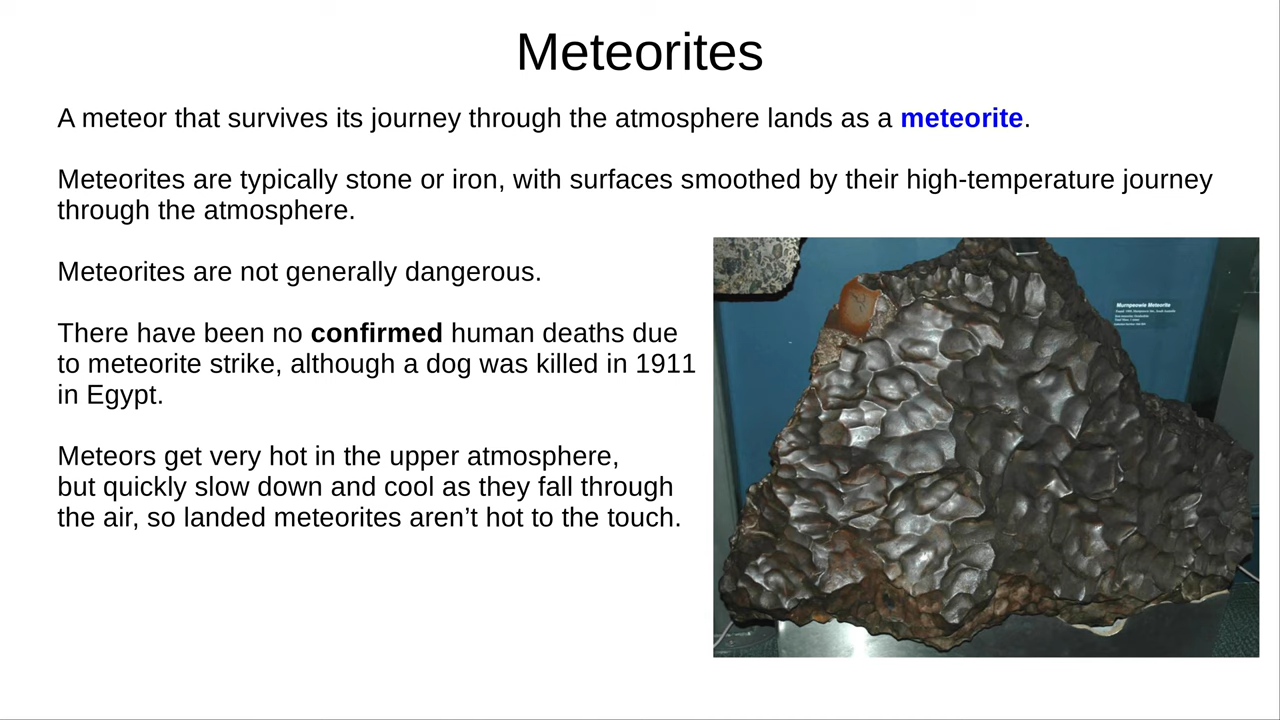 Meteorites
A meteor that survives its journey through the atmosphere lands as a meteorite.
Meteorites are typically stone or iron, with surfaces smoothed by their high-temperature journey
through the atmosphere.
Meteorites are not generally dangerous.
There have been no confirmed human deaths due
to meteorite strike, although a dog was killed in 1911
in Egypt.
Meteors get very hot in the upper atmosphere,
but quickly slow down and cool as they fall through
the air, so landed meteorites aren’t hot to the touch.
Murnpeowie Meteorite